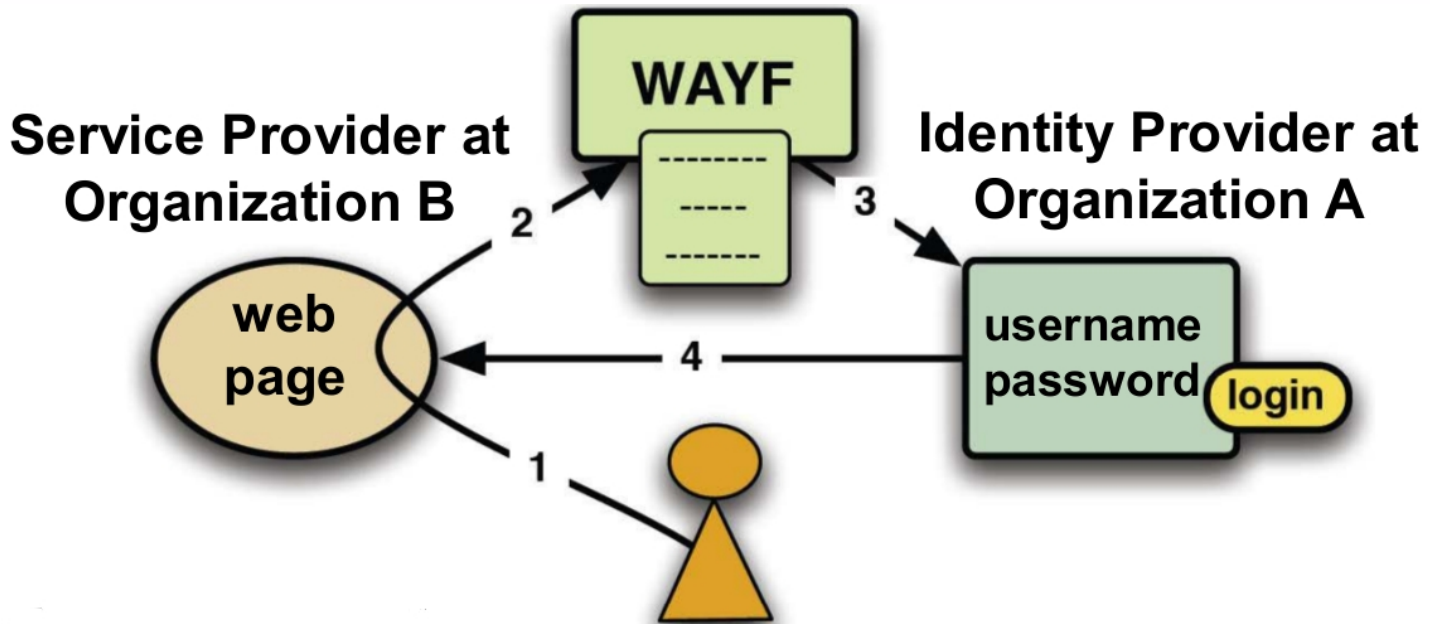 WAYF
--------
-----
-------
Service Provider at
Organization B
Identity Provider at
Organization A
2
3
web
page
username
password
login
4
1